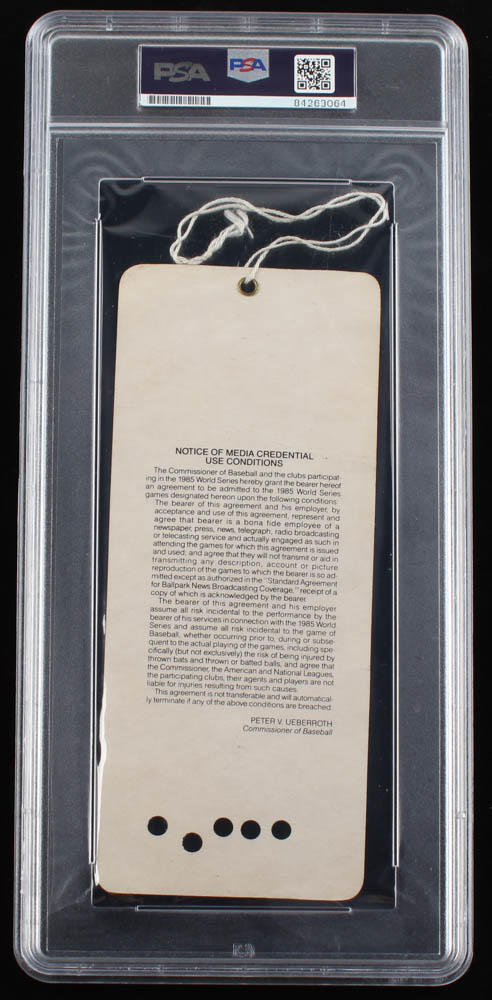 PSA
PSA
84263064
NOTICE OF MEDIA CREDENTIAL
USE CONDITIONS
The Commissioner of Baseball and the clubs participat-
ing in the 1985 World Series hereby grant the bearer hereof
an agreement to be admitted to the 1985 World Series
games designated hereon upon the following conditions:
The bearer of this agreement and his employer, by
acceptance and use of this agreement, represent and
agree that bearer is a bona fide employee of a
newspaper, press, news, telegraph, radio broadcasting
or telecasting service and actually engaged as such in
attending the games for which this agreement is issued
and used; and agree that they will not transmit or aid in
transmitting any description, account or picture
reproduction of the games to which the bearer is so ad-
mitted except as authorized in the "Standard Agreement
for Ballpark News Broadcasting Coverage," receipt of a
copy of which is acknowledged by the bearer.
The bearer of this agreement and his employer
assume all risk incidental to the performance by the
bearer of his services in connection with the 1985 World
Series and assume all risk incidental to the game of
Baseball, whether occurring prior to, during or subse-
quent to the actual playing of the games, including spe-
cifically (but not exclusively) the risk of being injured by
thrown bats and thrown or batted balls, and agree that
the Commissioner, the American and National Leagues,
the participating clubs, their agents and players are not
liable for injuries resulting from such causes.
This agreement is not transferable and will automatical-
ly terminate if any of the above conditions are breached.
PETER V. UEBERROTH
Commissioner of Baseball